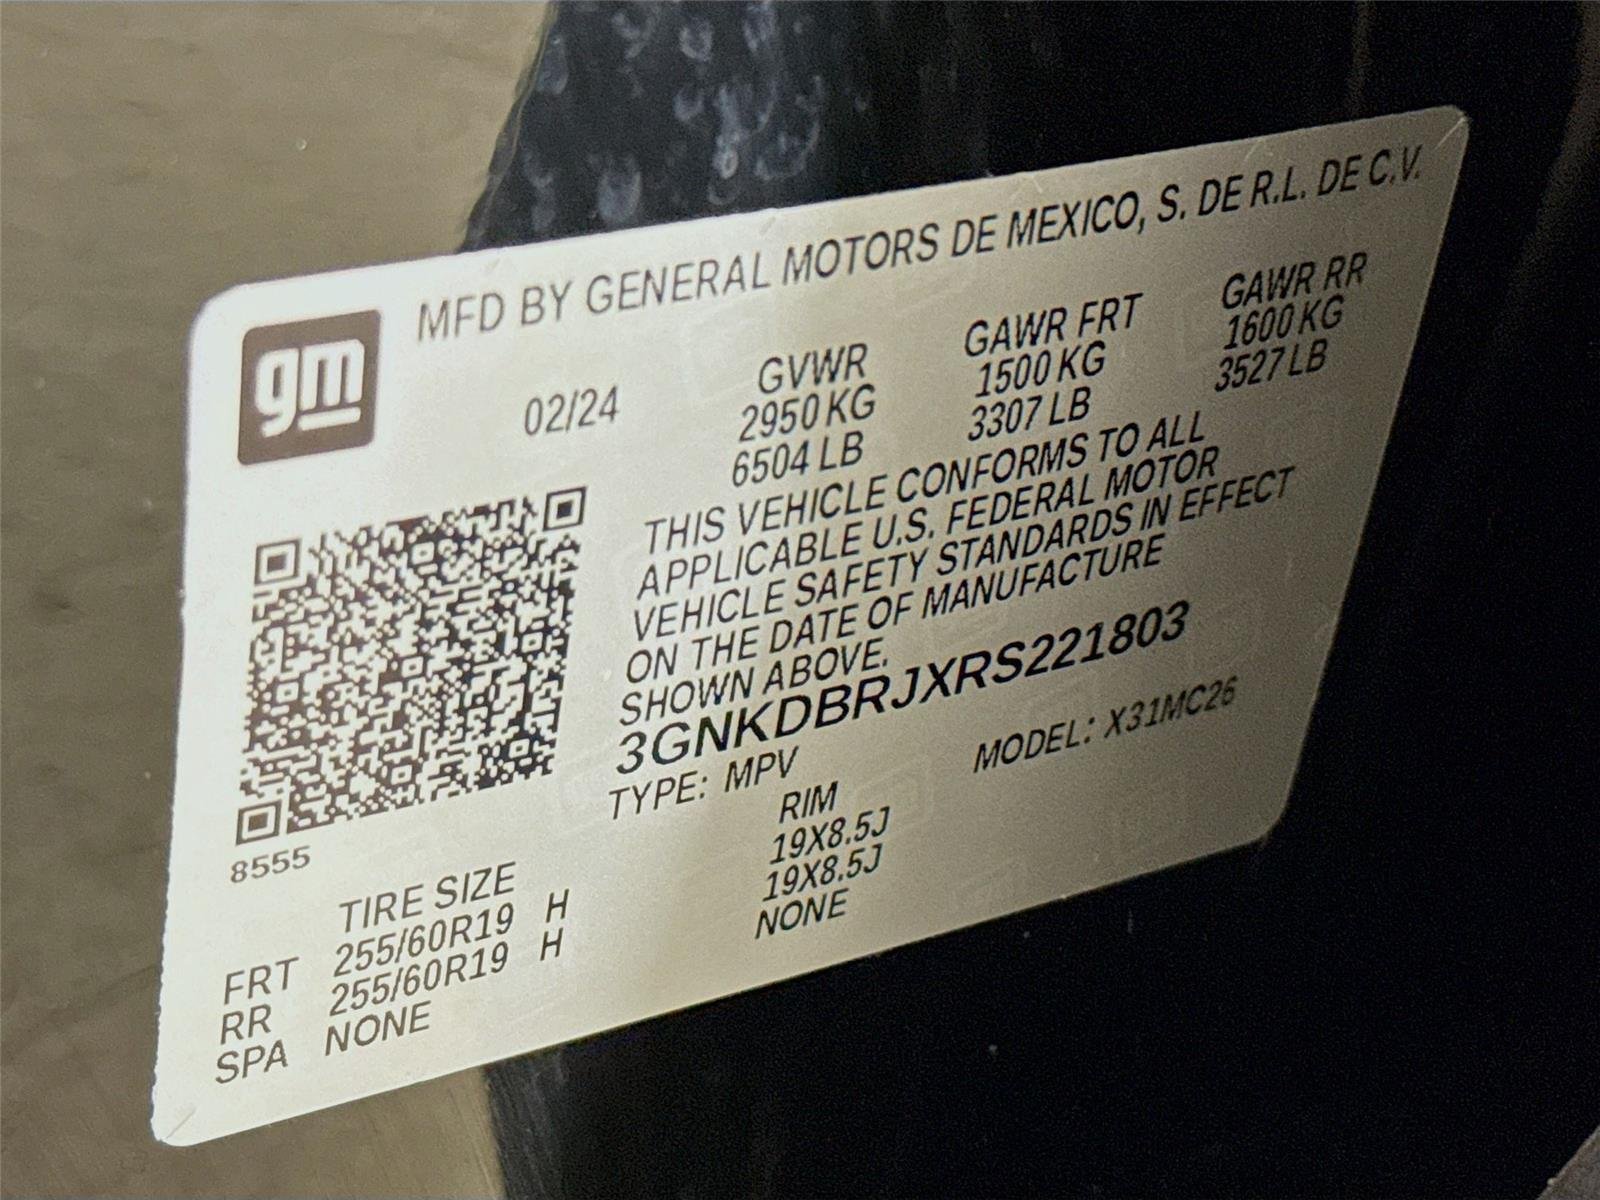 gm
MFD BY GENERAL MOTORS DE MEXICO, S. DE R.L. DE C.V.
02/24
GVWR
2950 KG
6504 LB
GAWR FRT
1500 KG
3307 LB
GAWR RR
1600 KG
3527 LB
THIS VEHICLE CONFORMS TO ALL
APPLICABLE U.S. FEDERAL MOTOR
VEHICLE SAFETY STANDARDS IN EFFECT
ON THE DATE OF MANUFACTURE
SHOWN ABOVE.
3GNKDBRJXRS221803
TYPE: MPV MODEL: X31MC26
8555
TIRE SIZE RIM
FRT 255/60R19 H 19X8.5J
RR 255/60R19 H 19X8.5J
SPA NONE NONE